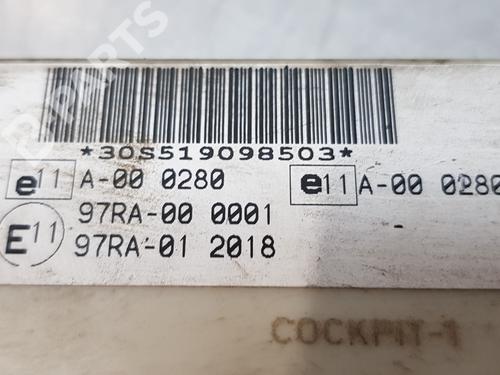 B-PARTS
*30S519098503*
e11 A-00 0280 e11 A-00 0280
97RA-00 0001
E11
97RA-01 2018
COCKPIT-1